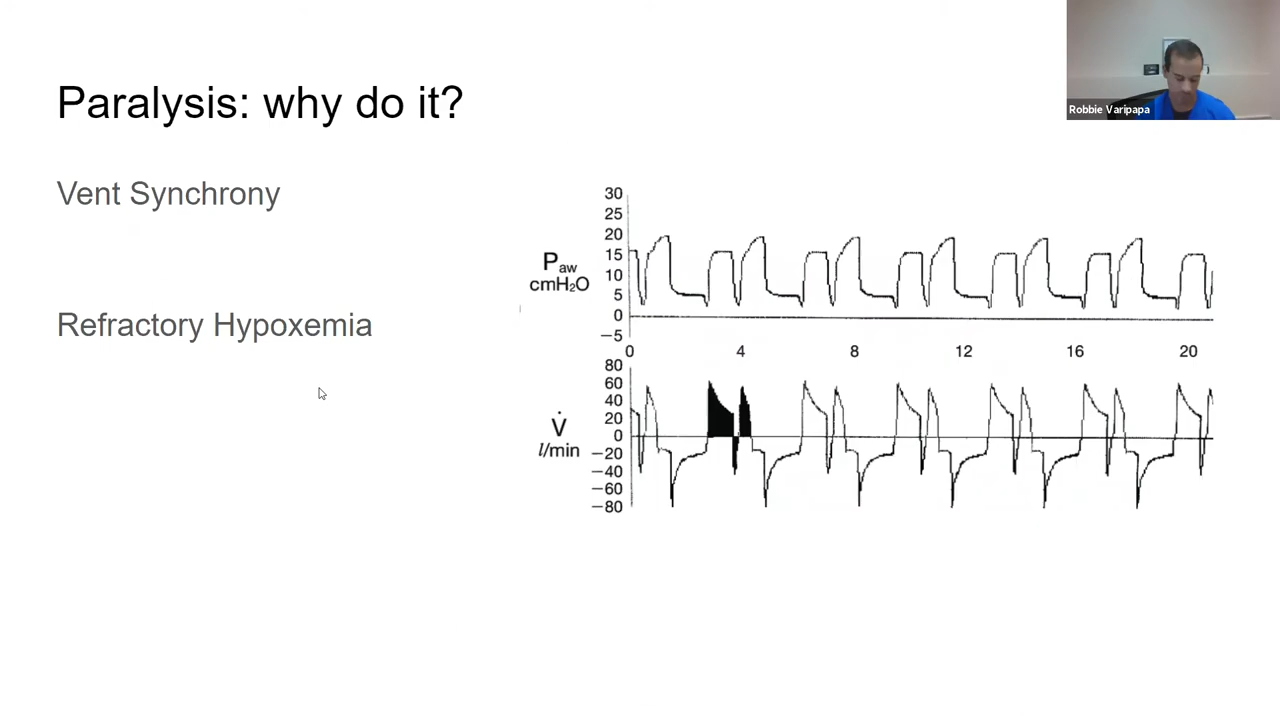 Paralysis: why do it?
Robbie Varipapa
Vent Synchrony
Refractory Hypoxemia
30
25
20
15
10
5
0
−5
Paw
cmH₂O
0 4 8 12 16 20
80
60
40
20
0
−20
−40
−60
−80
V̇
l/min